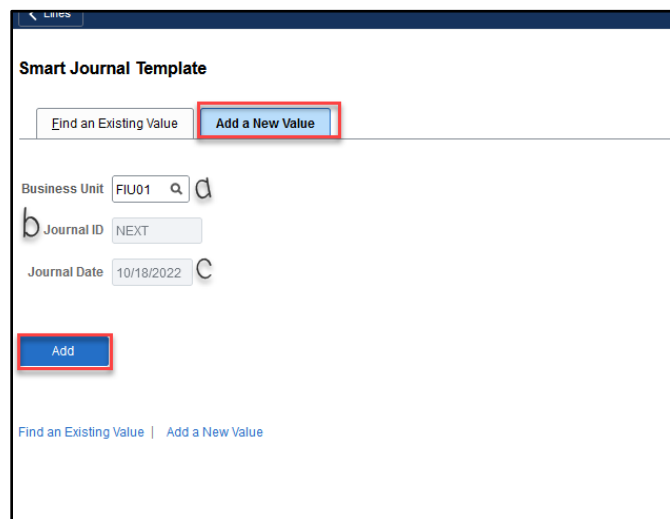 Lines
Smart Journal Template
Find an Existing Value Add a New Value
Business Unit FIU01 a
b Journal ID NEXT
Journal Date 10/18/2022 C
Add
Find an Existing Value | Add a New Value